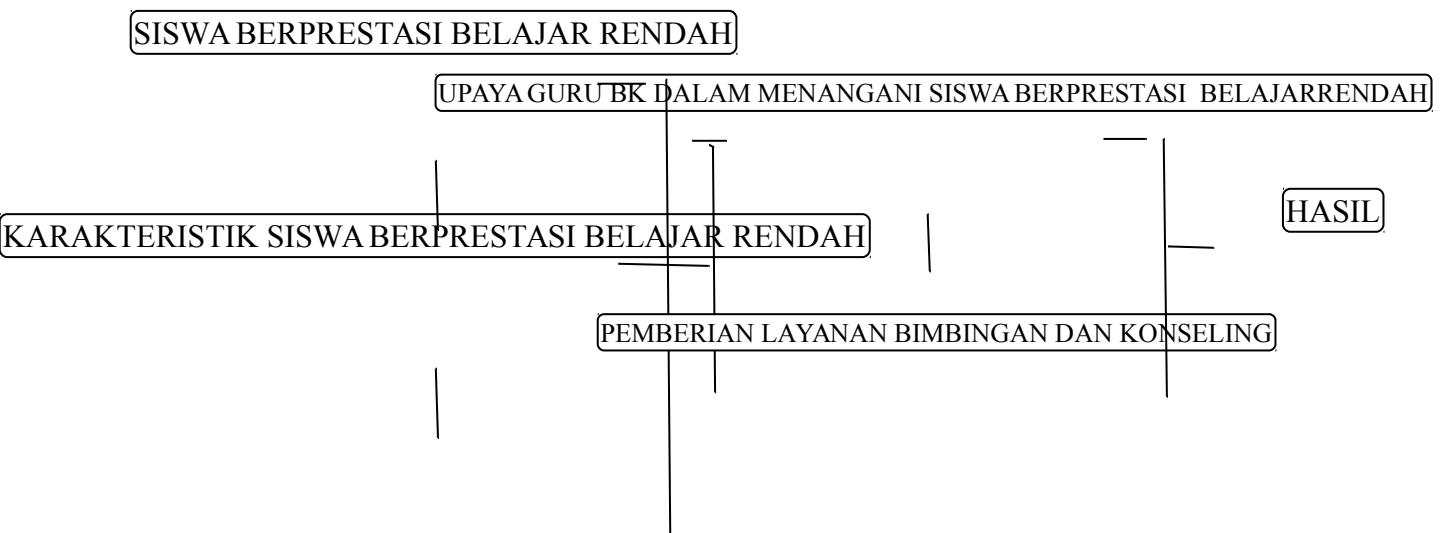 SISWA BERPRESTASI BELAJAR RENDAH
UPAYA GURU BK DALAM MENANGANI SISWA BERPRESTASI BELAJARRENDAH
HASIL
KARAKTERISTIK SISWA BERPRESTASI BELAJAR RENDAH
PEMBERIAN LAYANAN BIMBINGAN DAN KONSELING